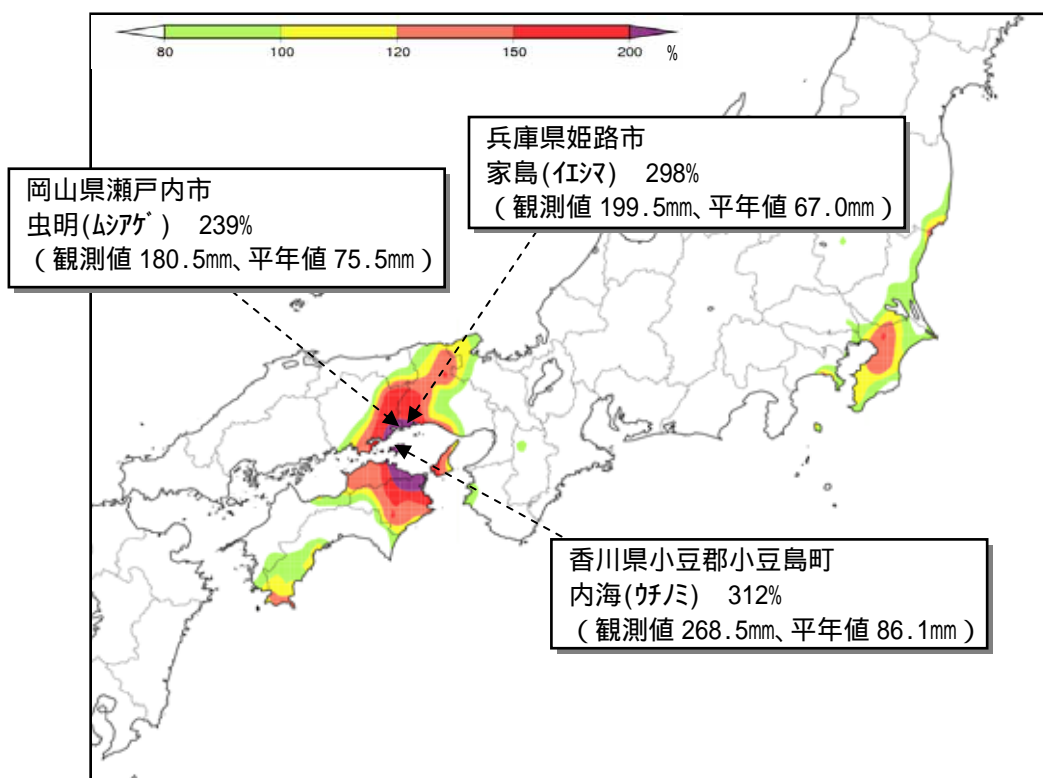 80 100 120 150 200 %
兵庫県姫路市
家島(ｲｴｼﾏ) 298%
（観測値 199.5㎜、平年値 67.0㎜）
岡山県瀬戸内市
虫明(ﾑｼｱｹﾞ) 239%
（観測値 180.5㎜、平年値 75.5㎜）
香川県小豆郡小豆島町
内海(ｳﾁﾉﾐ) 312%
（観測値 268.5㎜、平年値 86.1㎜）